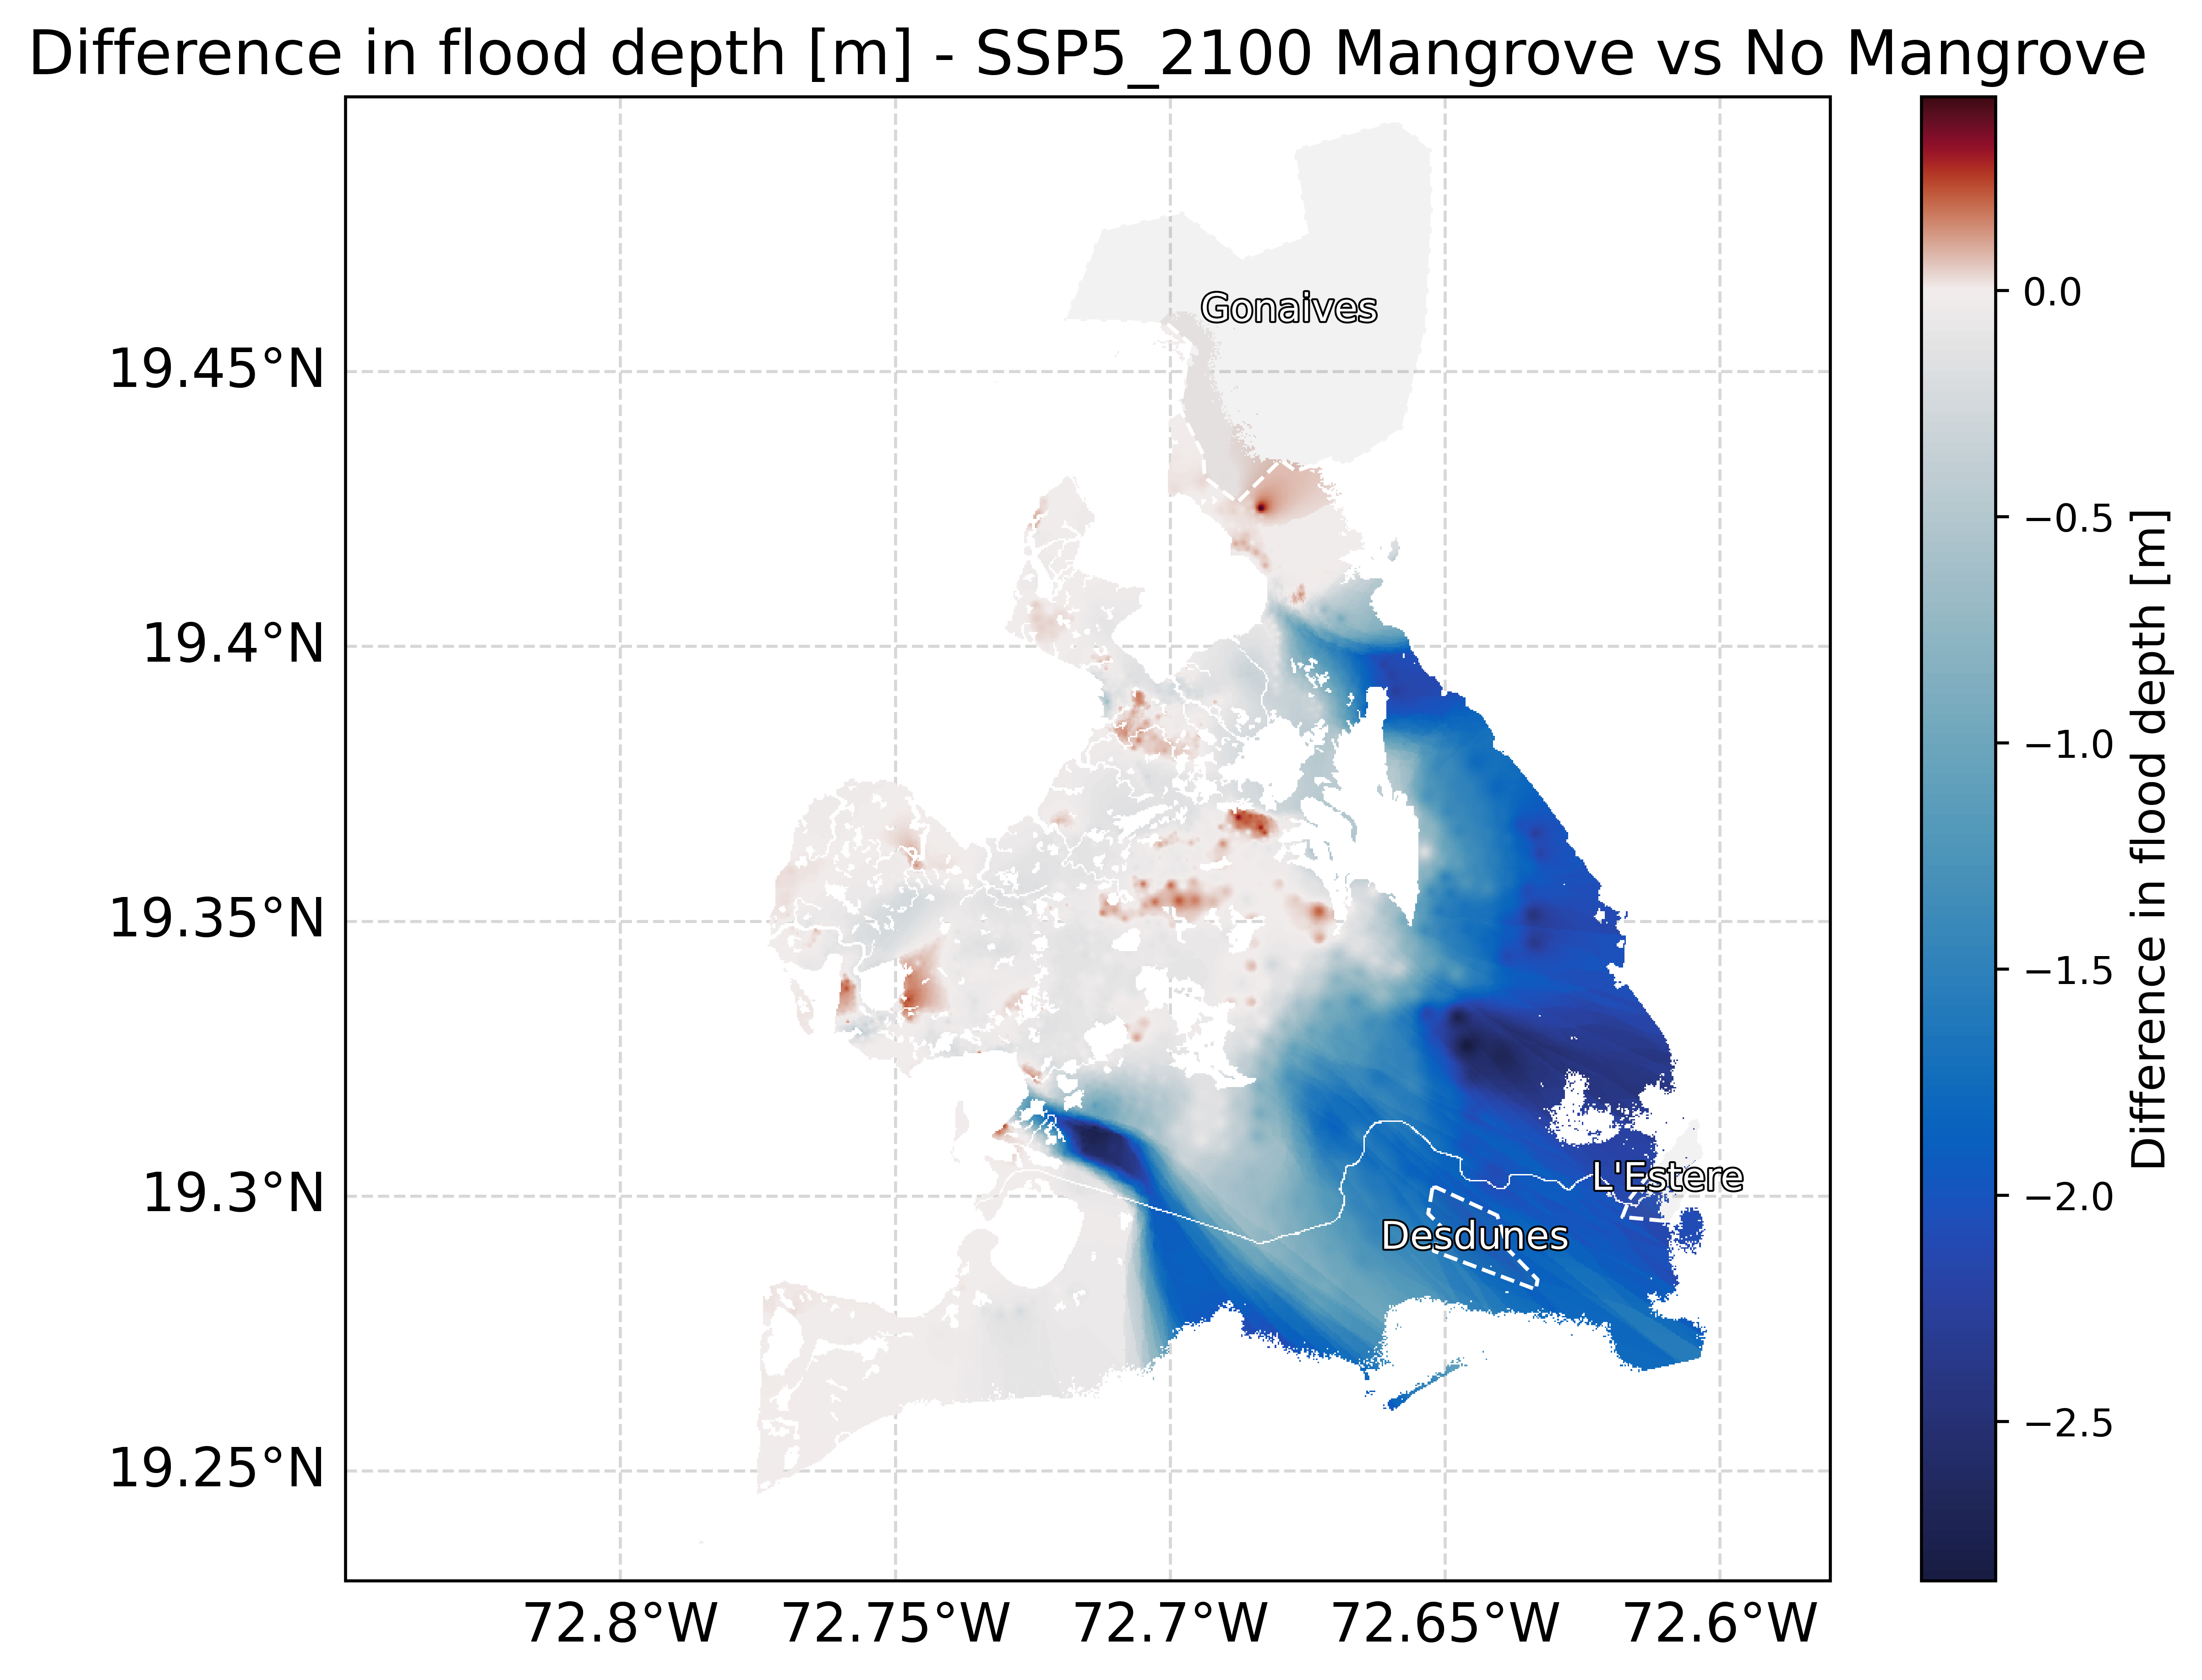 Difference in flood depth [m] - SSP5_2100 Mangrove vs No Mangrove
Gonaives
L'Estere
Desdunes
19.45°N
19.4°N
19.35°N
19.3°N
19.25°N
72.8°W
72.75°W
72.7°W
72.65°W
72.6°W
0.0
−0.5
−1.0
−1.5
−2.0
−2.5
Difference in flood depth [m]